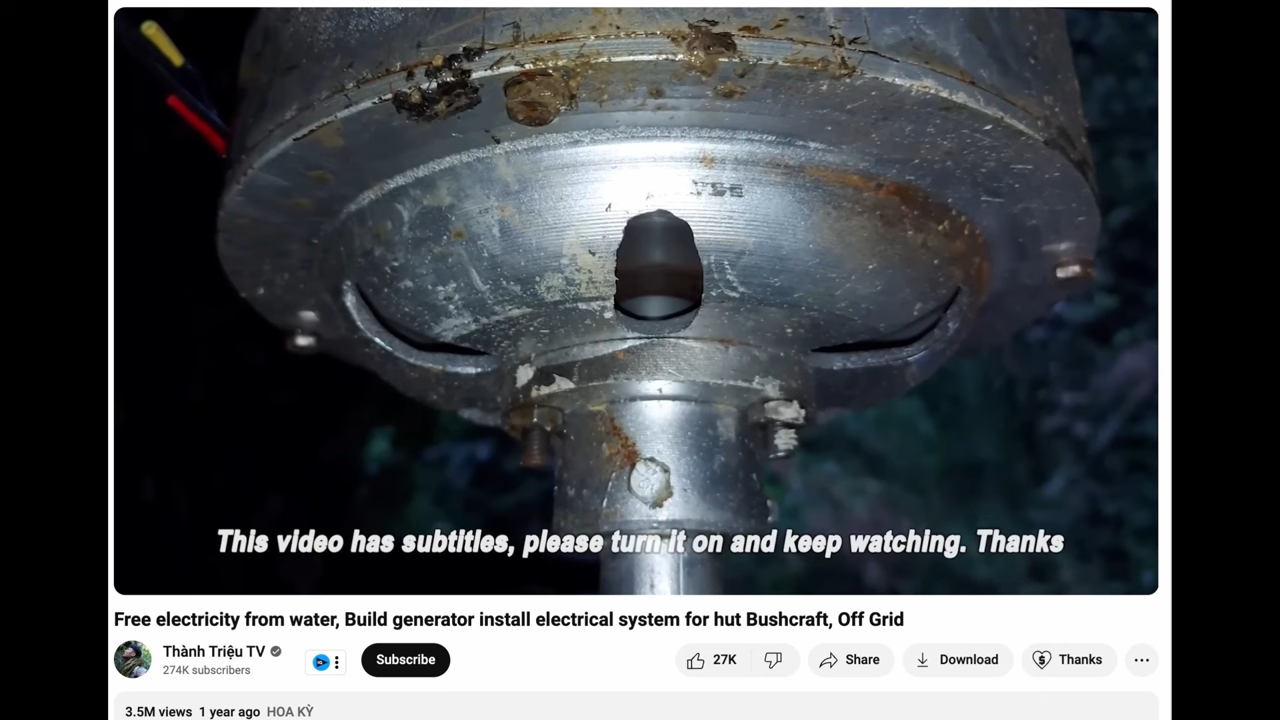 This video has subtitles, please turn it on and keep watching. Thanks
Free electricity from water, Build generator install electrical system for hut Bushcraft, Off Grid
Thành Triệu TV
274K subscribers
Subscribe
27K
Share
Download
Thanks
3.5M views 1 year ago HOA KỲ